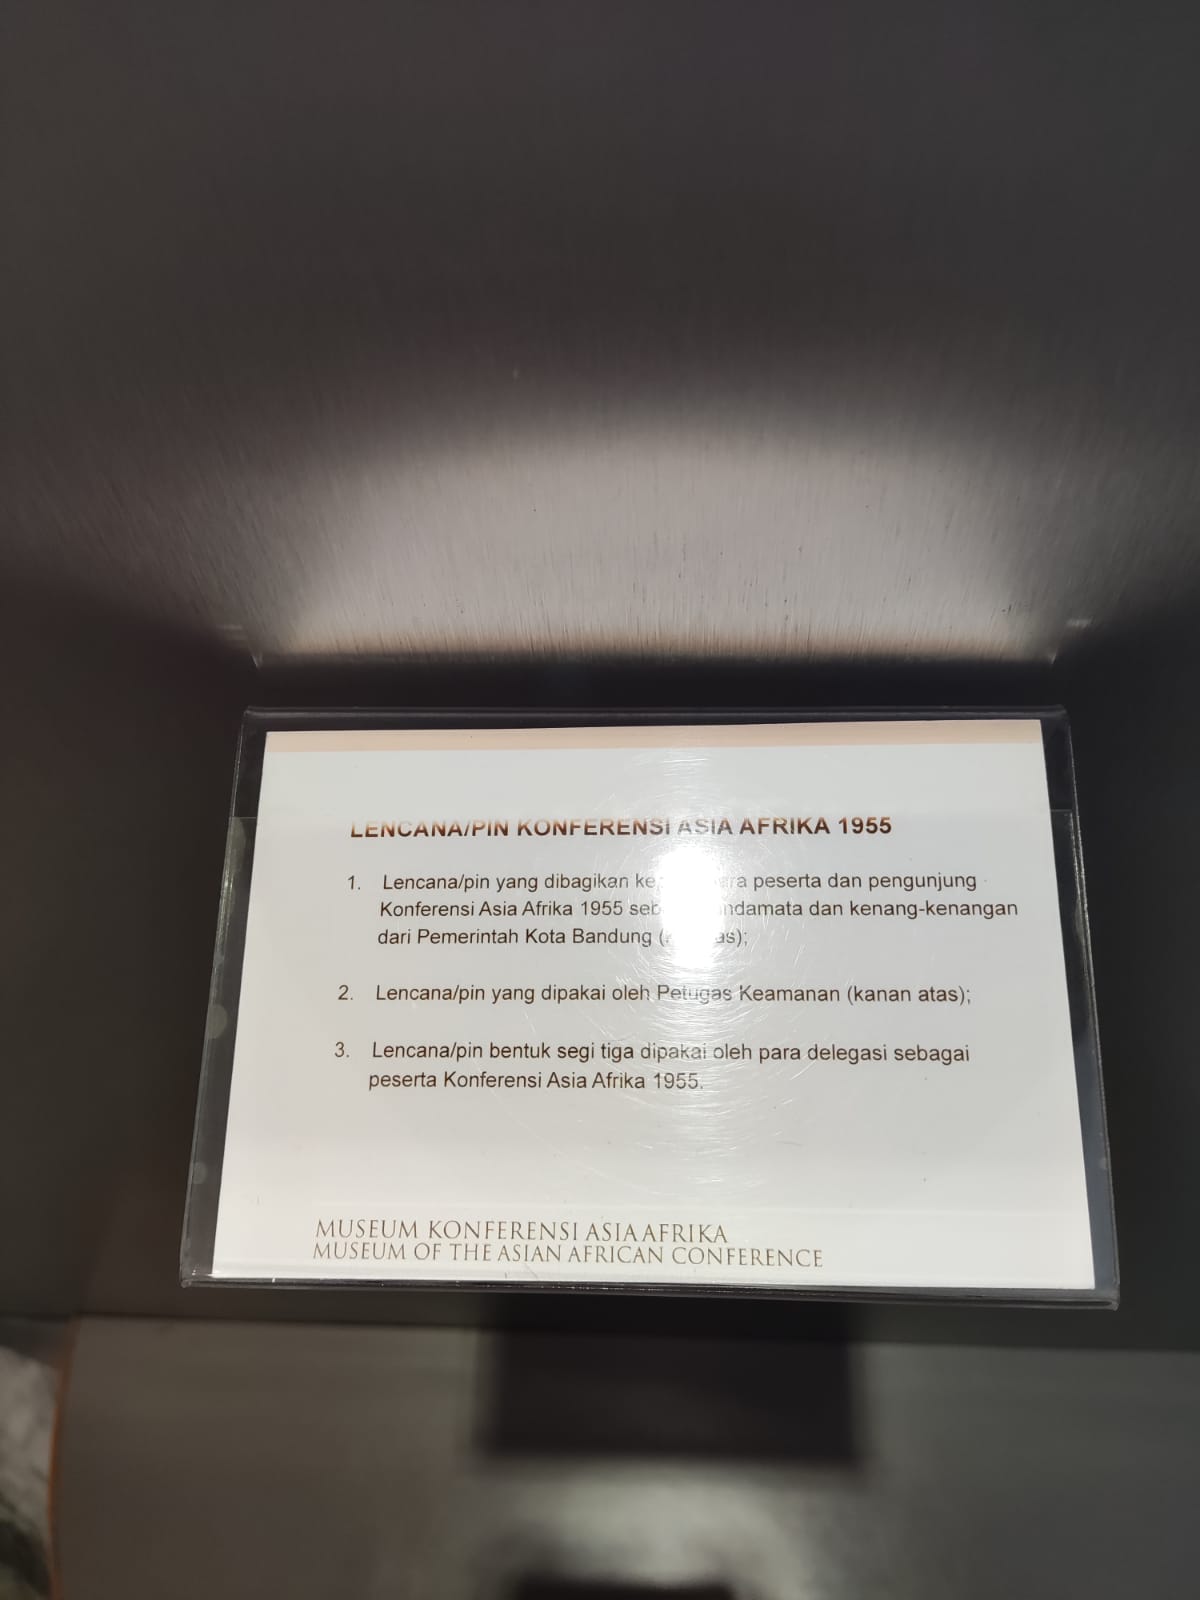 LENCANA/PIN KONFERENSI ASIA AFRIKA 1955
1. Lencana/pin yang dibagikan peserta dan pengunjung
Konferensi Asia Afrika 1955 dan kenang-kenangan
dari Pemerintah Kota Bandung
2. Lencana/pin yang dipakai oleh Petugas Keamanan (kanan atas);
3. Lencana/pin bentuk segi tiga dipakai oleh para delegasi sebagai
peserta Konferensi Asia Afrika 1955.
MUSEUM KONFERENSI ASIA AFRIKA
MUSEUM OF THE ASIAN AFRICAN CONFERENCE